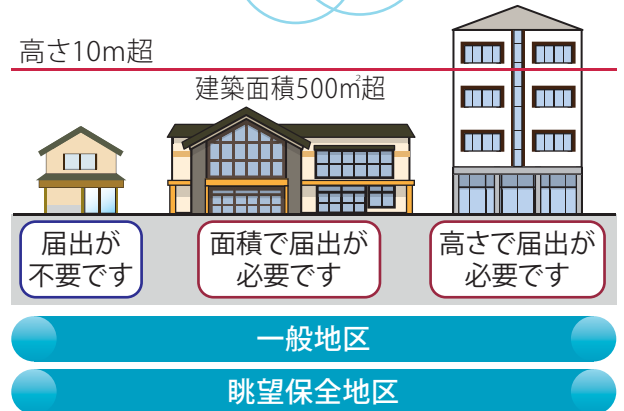 高さ10m超
建築面積500㎡超
届出が
不要です
面積で届出が
必要です
高さで届出が
必要です
一般地区
眺望保全地区